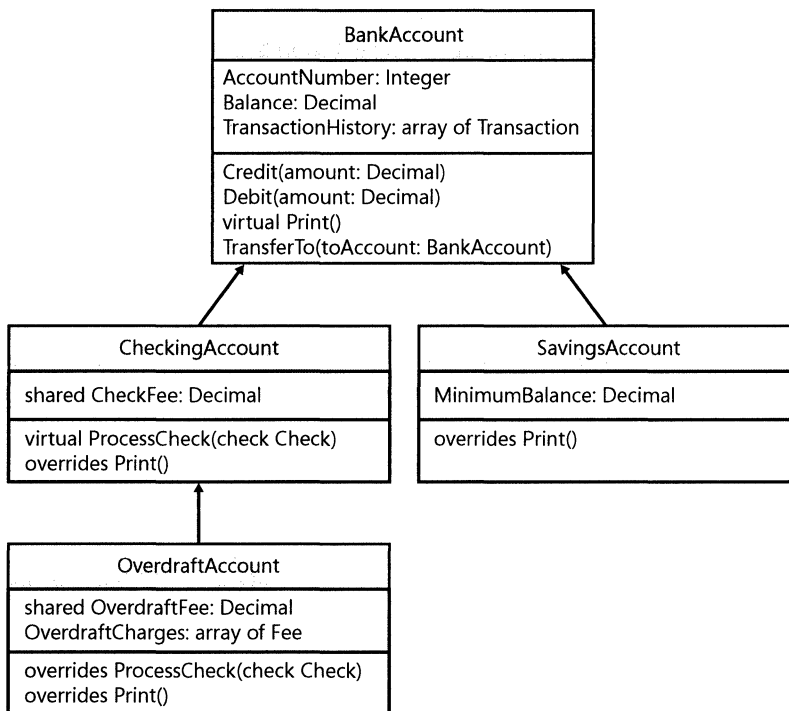 BankAccount
AccountNumber: Integer
Balance: Decimal
TransactionHistory: array of Transaction
Credit(amount: Decimal)
Debit(amount: Decimal)
virtual Print()
TransferTo(toAccount: BankAccount)
CheckingAccount
shared CheckFee: Decimal
virtual ProcessCheck(check Check)
overrides Print()
SavingsAccount
MinimumBalance: Decimal
overrides Print()
OverdraftAccount
shared OverdraftFee: Decimal
OverdraftCharges: array of Fee
overrides ProcessCheck(check Check)
overrides Print()